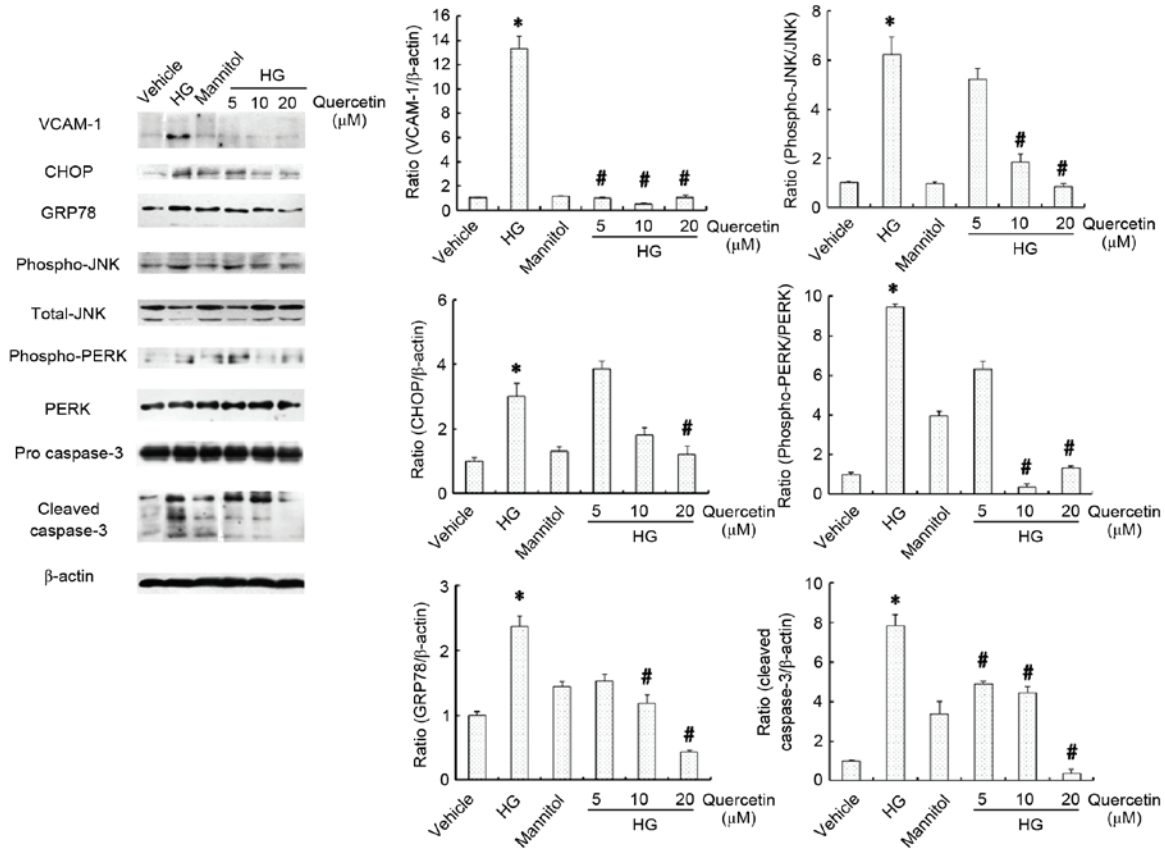 Vehicle
HG
Mannitol
HG
5 10 20
Quercetin
(μM)
VCAM-1
CHOP
GRP78
Phospho-JNK
Total-JNK
Phospho-PERK
PERK
Pro caspase-3
Cleaved
caspase-3
β-actin
Ratio (VCAM-1/β-actin)
16
14
12
10
8
6
4
2
0
*
# # #
Vehicle
HG
Mannitol
5 10 20
HG
Quercetin
(μM)
Ratio (Phospho-JNK/JNK)
8
6
4
2
0
*
# #
Vehicle
HG
Mannitol
5 10 20
HG
Quercetin
(μM)
Ratio (CHOP/β-actin)
6
4
2
0
*
#
Vehicle
HG
Mannitol
5 10 20
HG
Quercetin
(μM)
Ratio (Phospho-PERK/PERK)
10
8
6
4
2
0
*
# #
Vehicle
HG
Mannitol
5 10 20
HG
Quercetin
(μM)
Ratio (GRP78/β-actin)
3
2
1
0
*
# #
Vehicle
HG
Mannitol
5 10 20
HG
Quercetin
(μM)
Ratio (cleaved
caspase-3/β-actin)
10
8
6
4
2
0
*
# # #
Vehicle
HG
Mannitol
5 10 20
HG
Quercetin
(μM)